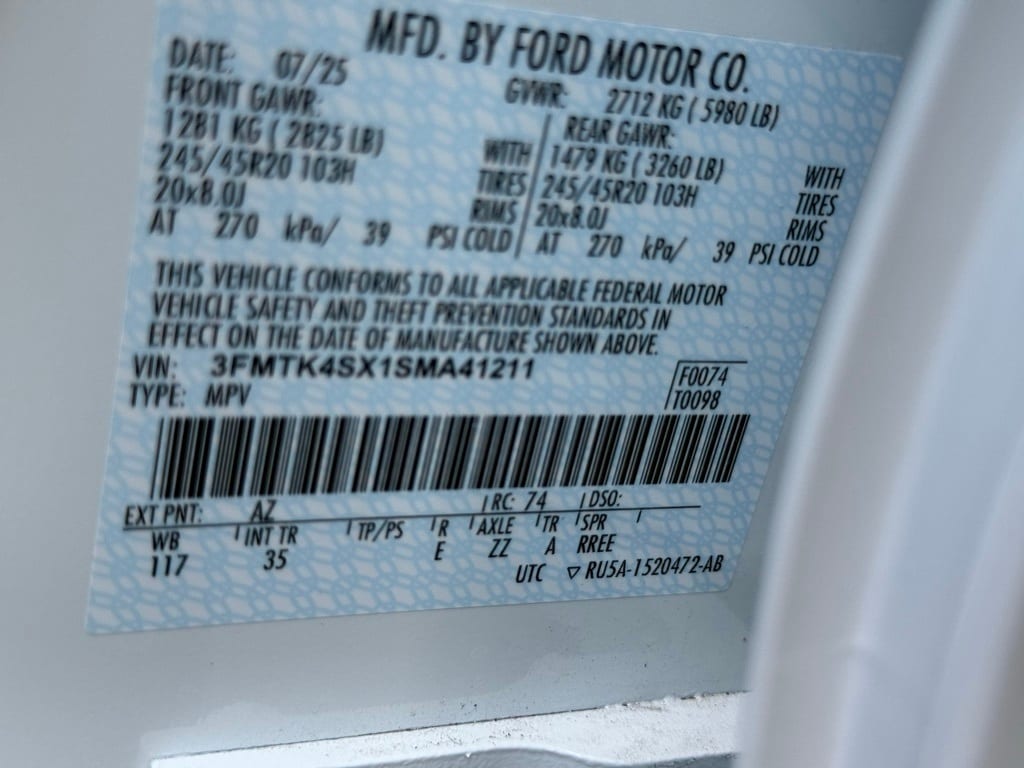 MFD. BY FORD MOTOR CO.
DATE: 07/25 GVWR: 2712 KG ( 5980 LB)
FRONT GAWR: REAR GAWR:
1281 KG ( 2825 LB) WITH 1479 KG ( 3260 LB) WITH
245/45R20 103H TIRES 245/45R20 103H TIRES
20x8.0J RIMS 20x8.0J RIMS
AT 270 kPa/ 39 PSI COLD AT 270 kPa/ 39 PSI COLD
THIS VEHICLE CONFORMS TO ALL APPLICABLE FEDERAL MOTOR
VEHICLE SAFETY AND THEFT PREVENTION STANDARDS IN
EFFECT ON THE DATE OF MANUFACTURE SHOWN ABOVE.
VIN: 3FMTK4SX1SMA41211 F0074
TYPE: MPV T0098
EXT PNT: AZ RC: 74 DSO:
WB INT TR TP/PS R AXLE TR SPR
117 35 E ZZ A RREE
UTC ▽ RU5A-1520472-AB